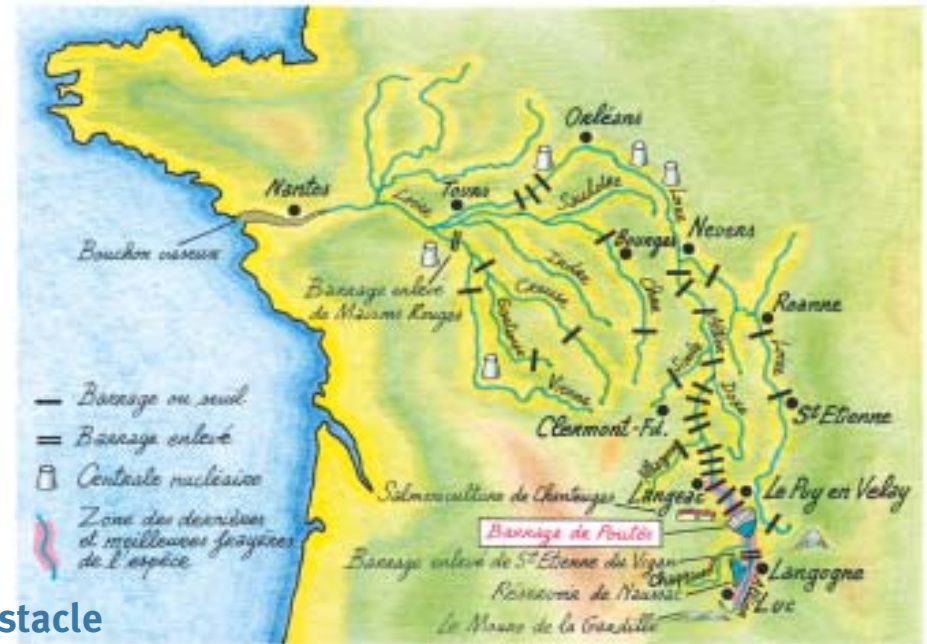 Orléans
Nantes
Tours
Loire
Sauldre
Loire
Bourges
Nevers
Bouchon vaseux
Barrage enlevé
de Maisons Rouges
Indre
Creuse
Cher
Gartempe
Vienne
Allier
Sioule
Dore
Roanne
Loire
St Etienne
Clermont-Fd.
Barrage ou seuil
Barrage enlevé
Centrale nucléaire
Zone des dernières
et meilleures frayères
de l'espèce
Alagnon
Salmoniculture de Chanteuges
Langeac
Le Puy en Velay
Barrage de Poutès
Barrage enlevé de St Etienne du Vigan
Chapeauroux
Langogne
Réservoir de Naussac
Luc
Le Moure de la Gardille
stacle